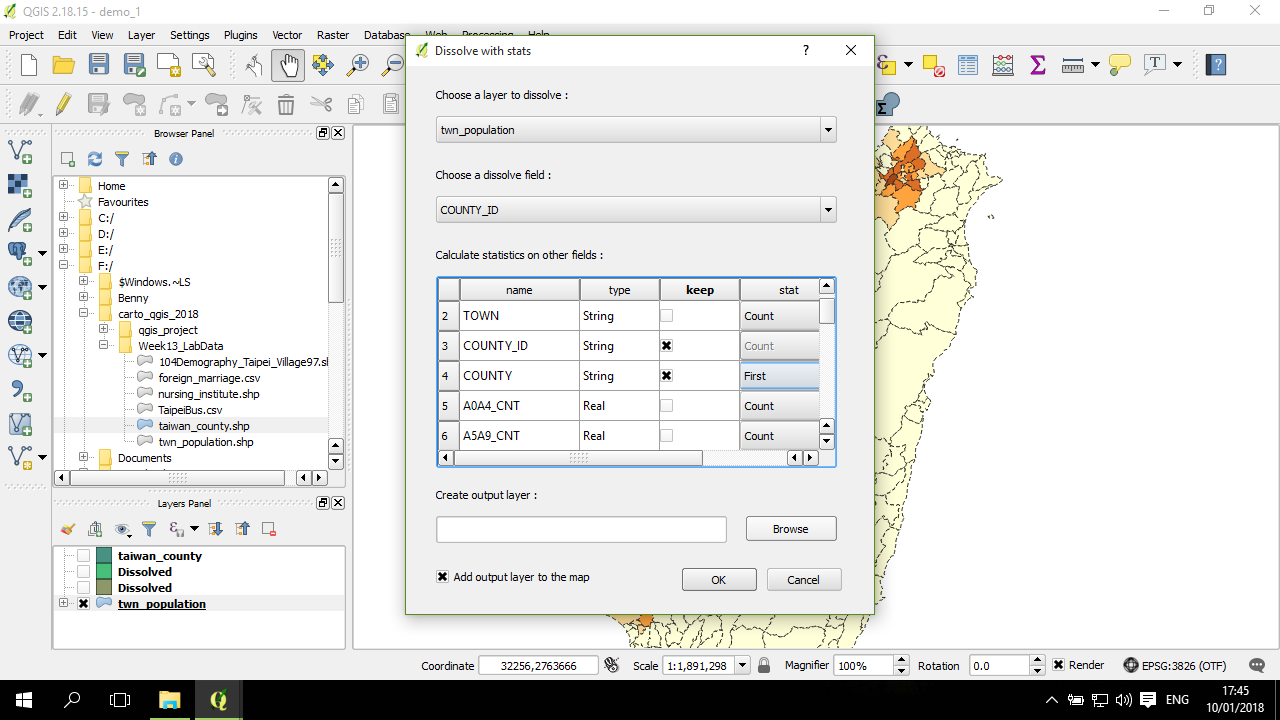 QGIS 2.18.15 - demo_1
Project Edit View Layer Settings Plugins Vector Raster Database Web Processing Help
Dissolve with stats
?
Choose a layer to dissolve :
twn_population
Choose a dissolve field :
COUNTY_ID
Calculate statistics on other fields :
name type keep stat
2 TOWN String Count
3 COUNTY_ID String Count
4 COUNTY String First
5 A0A4_CNT Real Count
6 A5A9_CNT Real Count
Create output layer :
Browse
Add output layer to the map
OK Cancel
Browser Panel
Home
Favourites
C:/
D:/
E:/
F:/
$Windows.~LS
Benny
carto_qgis_2018
qgis_project
Week13_LabData
104Demography_Taipei_Village97.sh
foreign_marriage.csv
nursing_institute.shp
TaipeiBus.csv
taiwan_county.shp
twn_population.shp
Documents
Layers Panel
taiwan_county
Dissolved
Dissolved
twn_population
Coordinate 32256,2763666 Scale 1:1,891,298 Magnifier 100% Rotation 0.0 Render EPSG:3826 (OTF)
ENG
17:45
10/01/2018